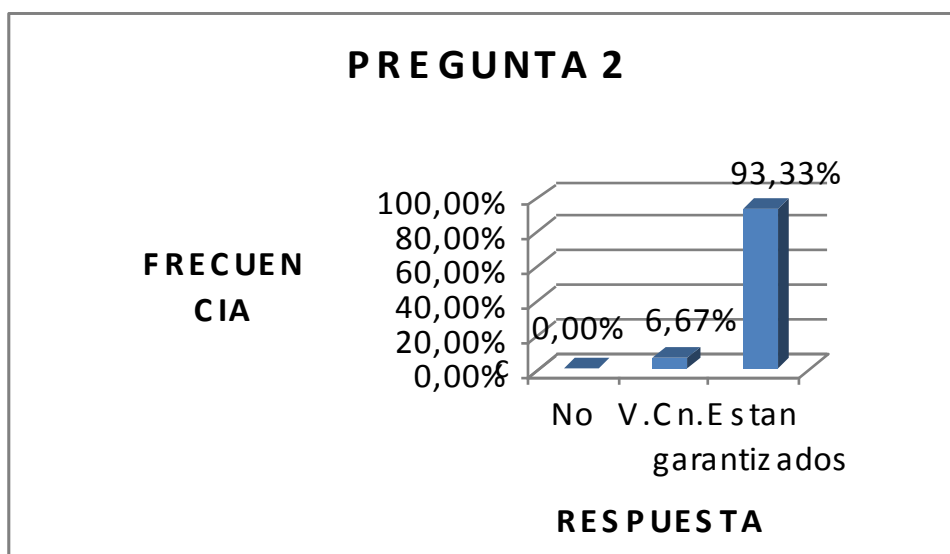 PREGUNTA 2
93,33%
100,00%
80,00%
60,00%
40,00%
20,00%
0,00%
0,00%
6,67%
c
FRECUEN
CIA
No V.Cn.Estan
garantizados
RESPUESTA